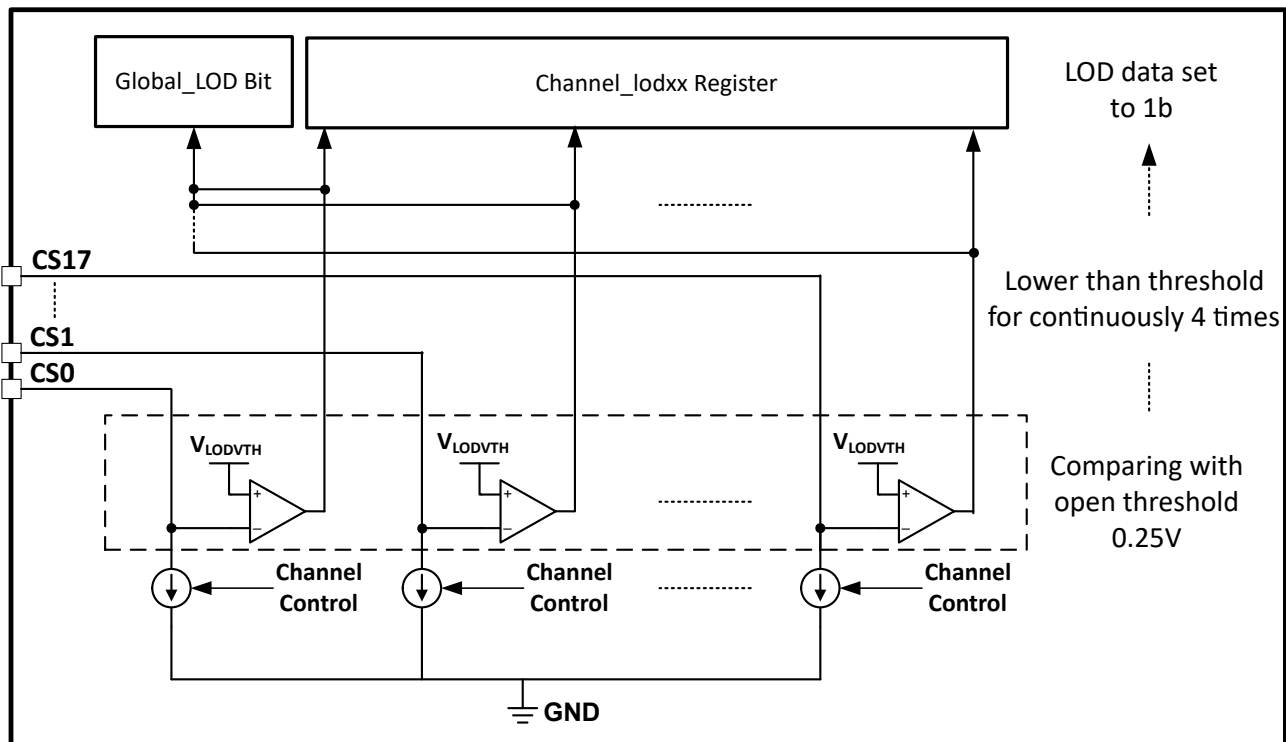 Global_LOD Bit
Channel_lodxx Register
LOD data set
to 1b
CS17
Lower than threshold
for continuously 4 times
CS1
CS0
VLODVTH
VLODVTH
VLODVTH
+
+
+
−
−
−
Comparing with
open threshold
0.25V
Channel
Control
Channel
Control
Channel
Control
GND